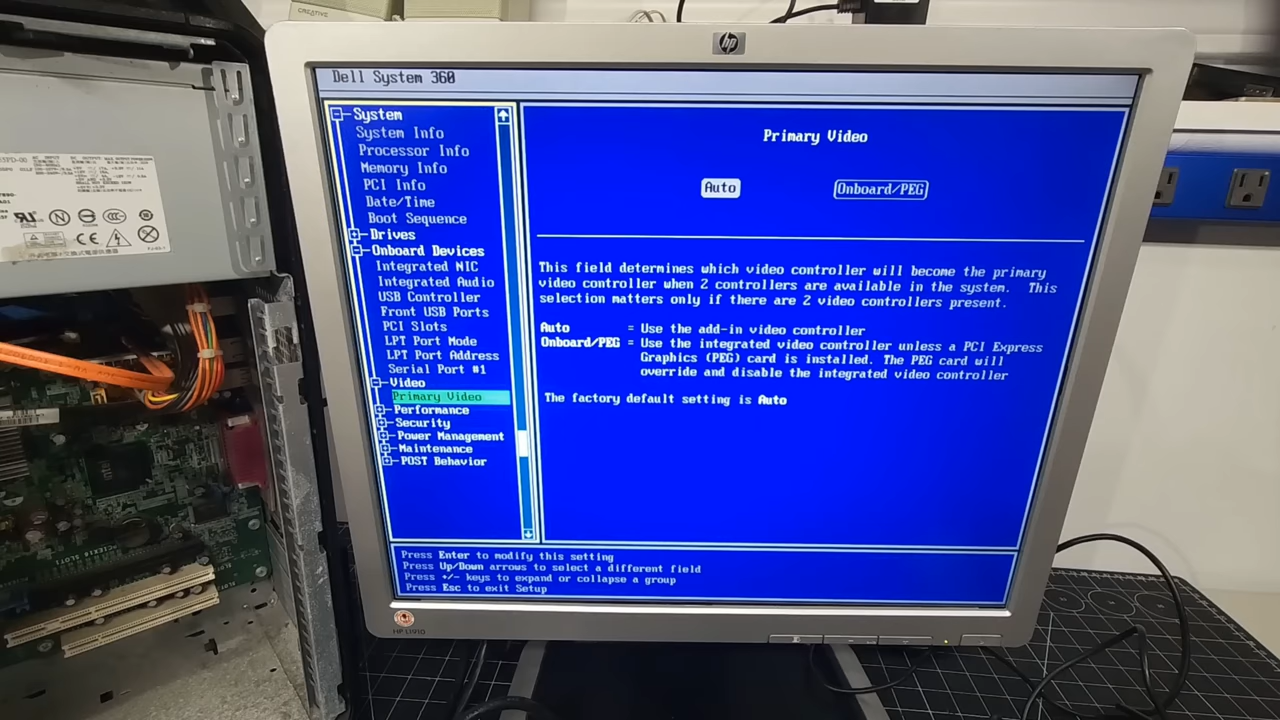 CREATIVE
hp
Dell System 360
System
System Info
Processor Info
Memory Info
PCI Info
Date/Time
Boot Sequence
Drives
Onboard Devices
Integrated NIC
Integrated Audio
USB Controller
Front USB Ports
PCI Slots
LPT Port Mode
LPT Port Address
Serial Port #1
Video
Primary Video
Performance
Security
Power Management
Maintenance
POST Behavior
Primary Video
Auto
Onboard/PEG
This field determines which video controller will become the primary
video controller when 2 controllers are available in the system. This
selection matters only if there are 2 video controllers present.
Auto = Use the add-in video controller
Onboard/PEG = Use the integrated video controller unless a PCI Express
Graphics (PEG) card is installed. The PEG card will
override and disable the integrated video controller
The factory default setting is Auto
Press Enter to modify this setting
Press Up/Down arrows to select a different field
Press +/- keys to expand or collapse a group
Press Esc to exit Setup
HP L1910